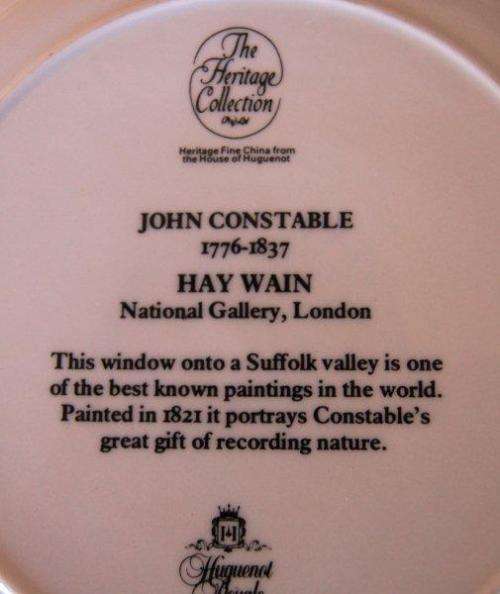 The
Heritage
Collection
Heritage Fine China from
the House of Huguenot
JOHN CONSTABLE
1776-1837
HAY WAIN
National Gallery, London
This window onto a Suffolk valley is one
of the best known paintings in the world.
Painted in 1821 it portrays Constable's
great gift of recording nature.
Huguenot